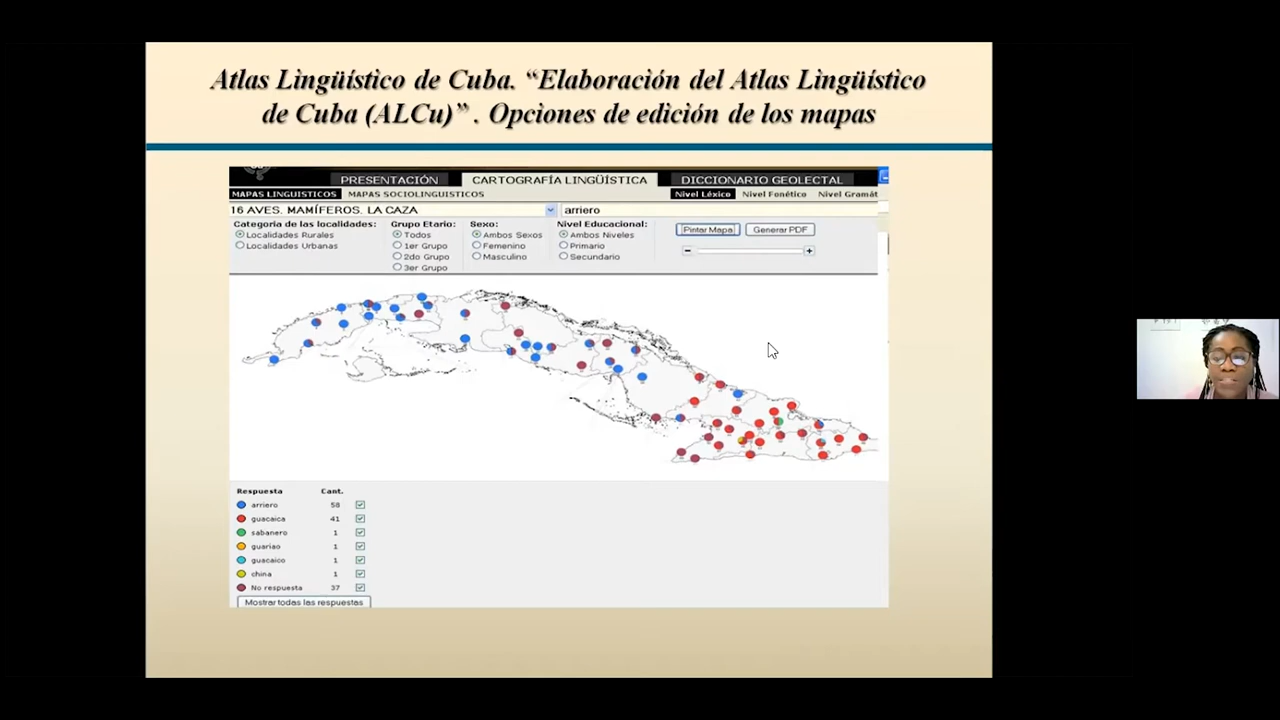 Atlas Lingüístico de Cuba. “Elaboración del Atlas Lingüístico
de Cuba (ALCu)” . Opciones de edición de los mapas
PRESENTACIÓN CARTOGRAFÍA LINGÜÍSTICA DICCIONARIO GEOLECTAL
MAPAS LINGUISTICOS MAPAS SOCIOLINGUISTICOS Nivel Léxico Nivel Fonético Nivel Gramát
16 AVES. MAMÍFEROS. LA CAZA arriero
Categoria de las localidades: Grupo Etario: Sexo: Nivel Educacional:
Localidades Rurales Todos Ambos Sexos Ambos Niveles Pintar Mapa Generar PDF
Localidades Urbanas 1er Grupo Femenino Primario
2do Grupo Masculino Secundario
3er Grupo
Respuesta Cant.
arriero 58
guacaica 41
sabanero 1
guariao 1
guacaico 1
china 1
No respuesta 37
Mostrar todas las respuestas